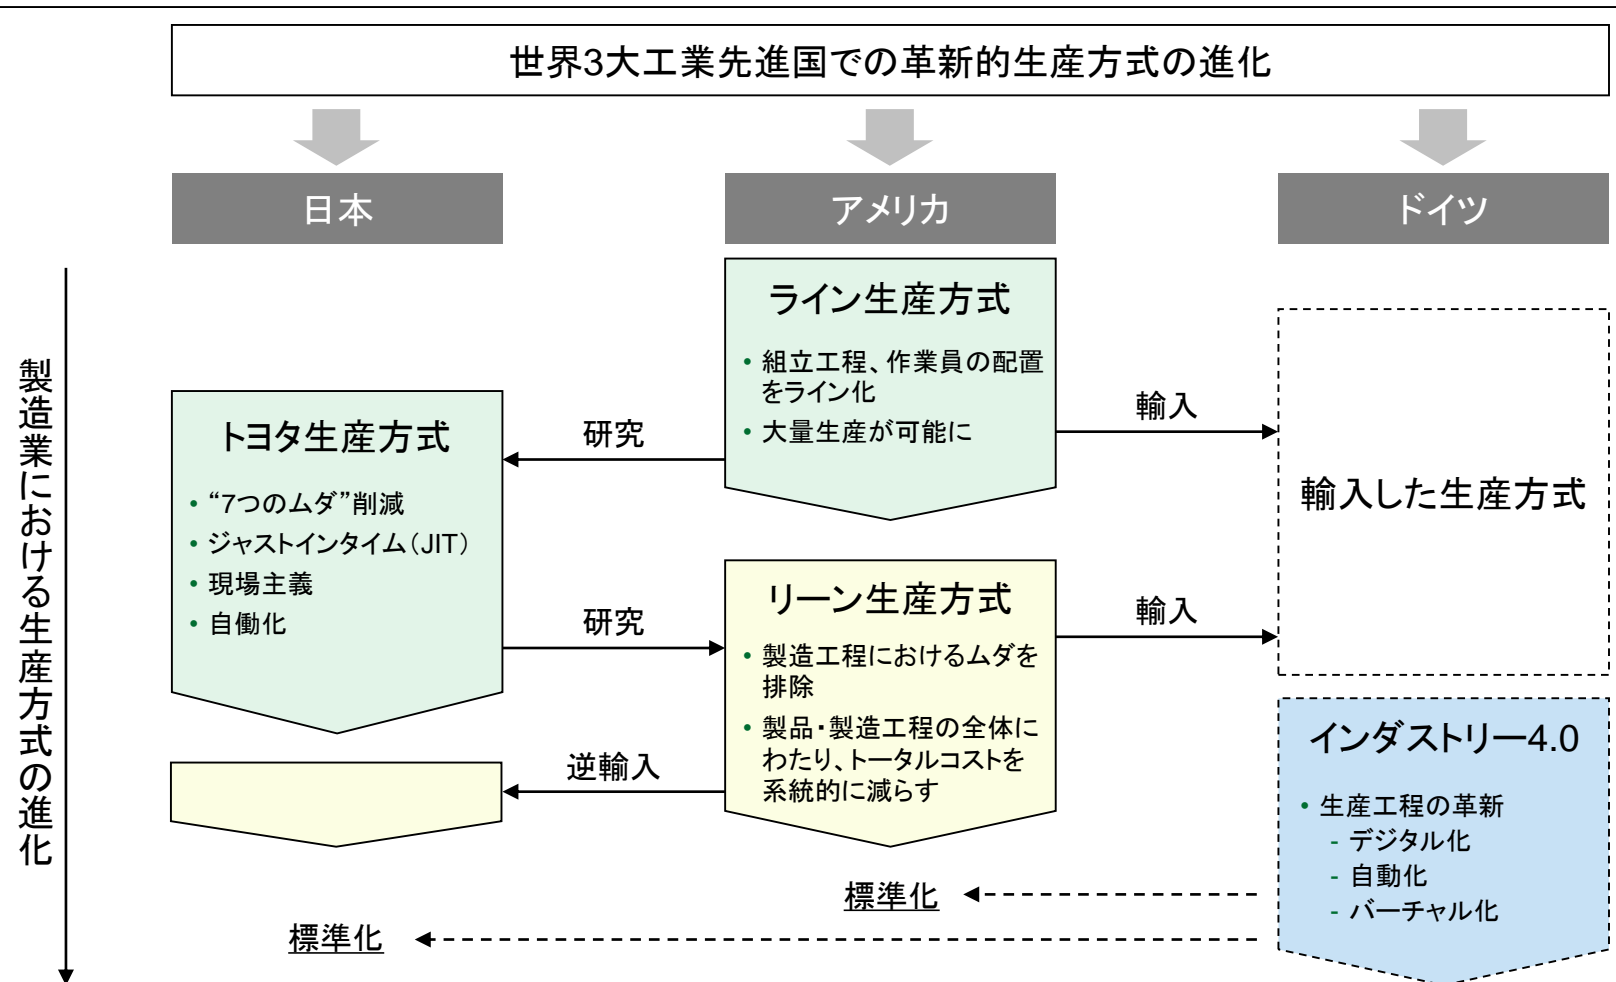 世界3大工業先進国での革新的生産方式の進化
日本
アメリカ
ドイツ
製造業における生産方式の進化
ライン生産方式
• 組立工程、作業員の配置
をライン化
• 大量生産が可能に
輸入
研究
トヨタ生産方式
• “7つのムダ”削減
• ジャストインタイム（JIT）
• 現場主義
• 自働化
輸入した生産方式
研究
リーン生産方式
• 製造工程におけるムダを
排除
• 製品・製造工程の全体に
わたり、トータルコストを
系統的に減らす
輸入
逆輸入
インダストリー4.0
• 生産工程の革新
- デジタル化
- 自動化
- バーチャル化
標準化
標準化